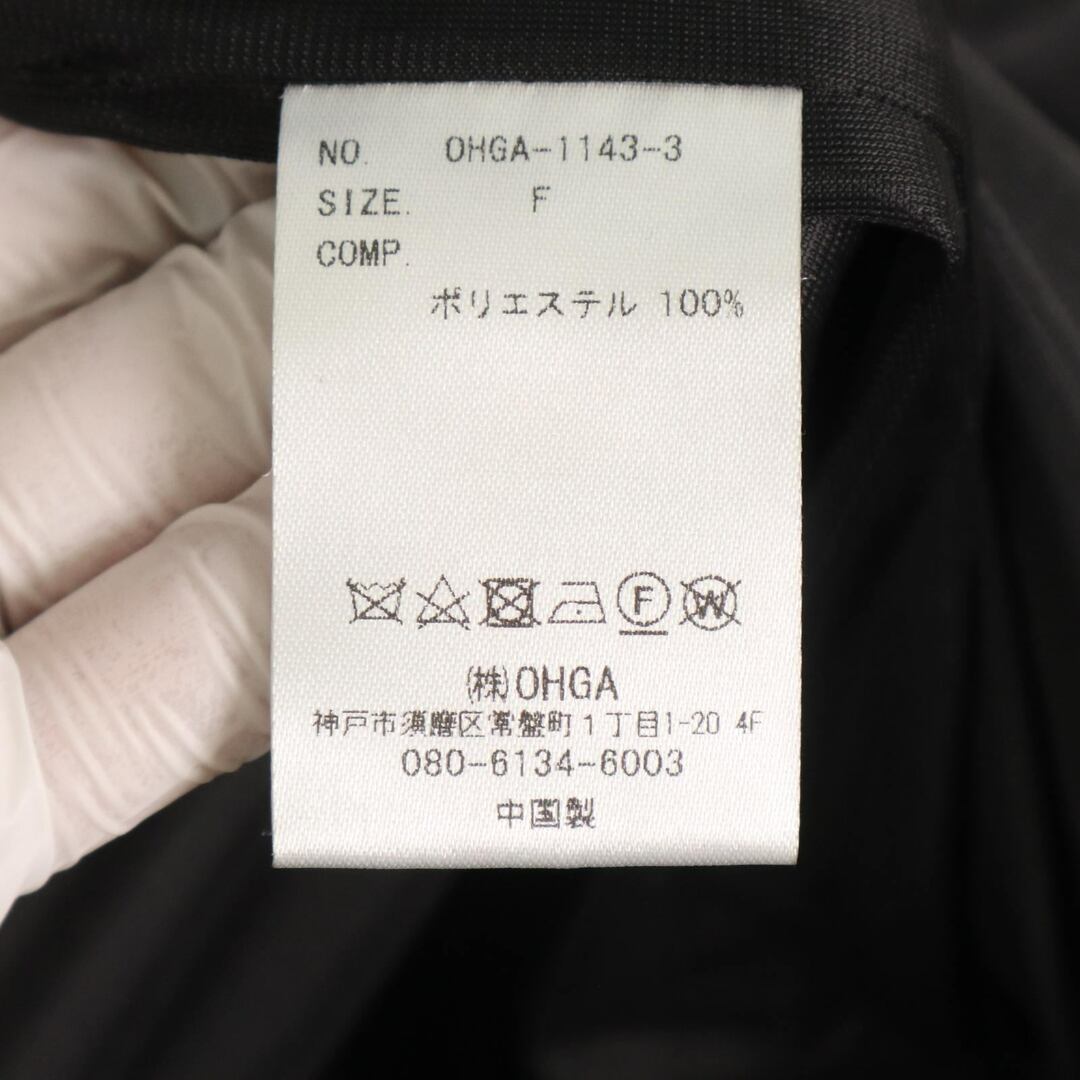 NO. OHGA-1143-3
SIZE. F
COMP.
ポリエステル 100%
F W
㈱OHGA
神戸市須磨区常盤町1丁目1-20 4F
080-6134-6003
中国製